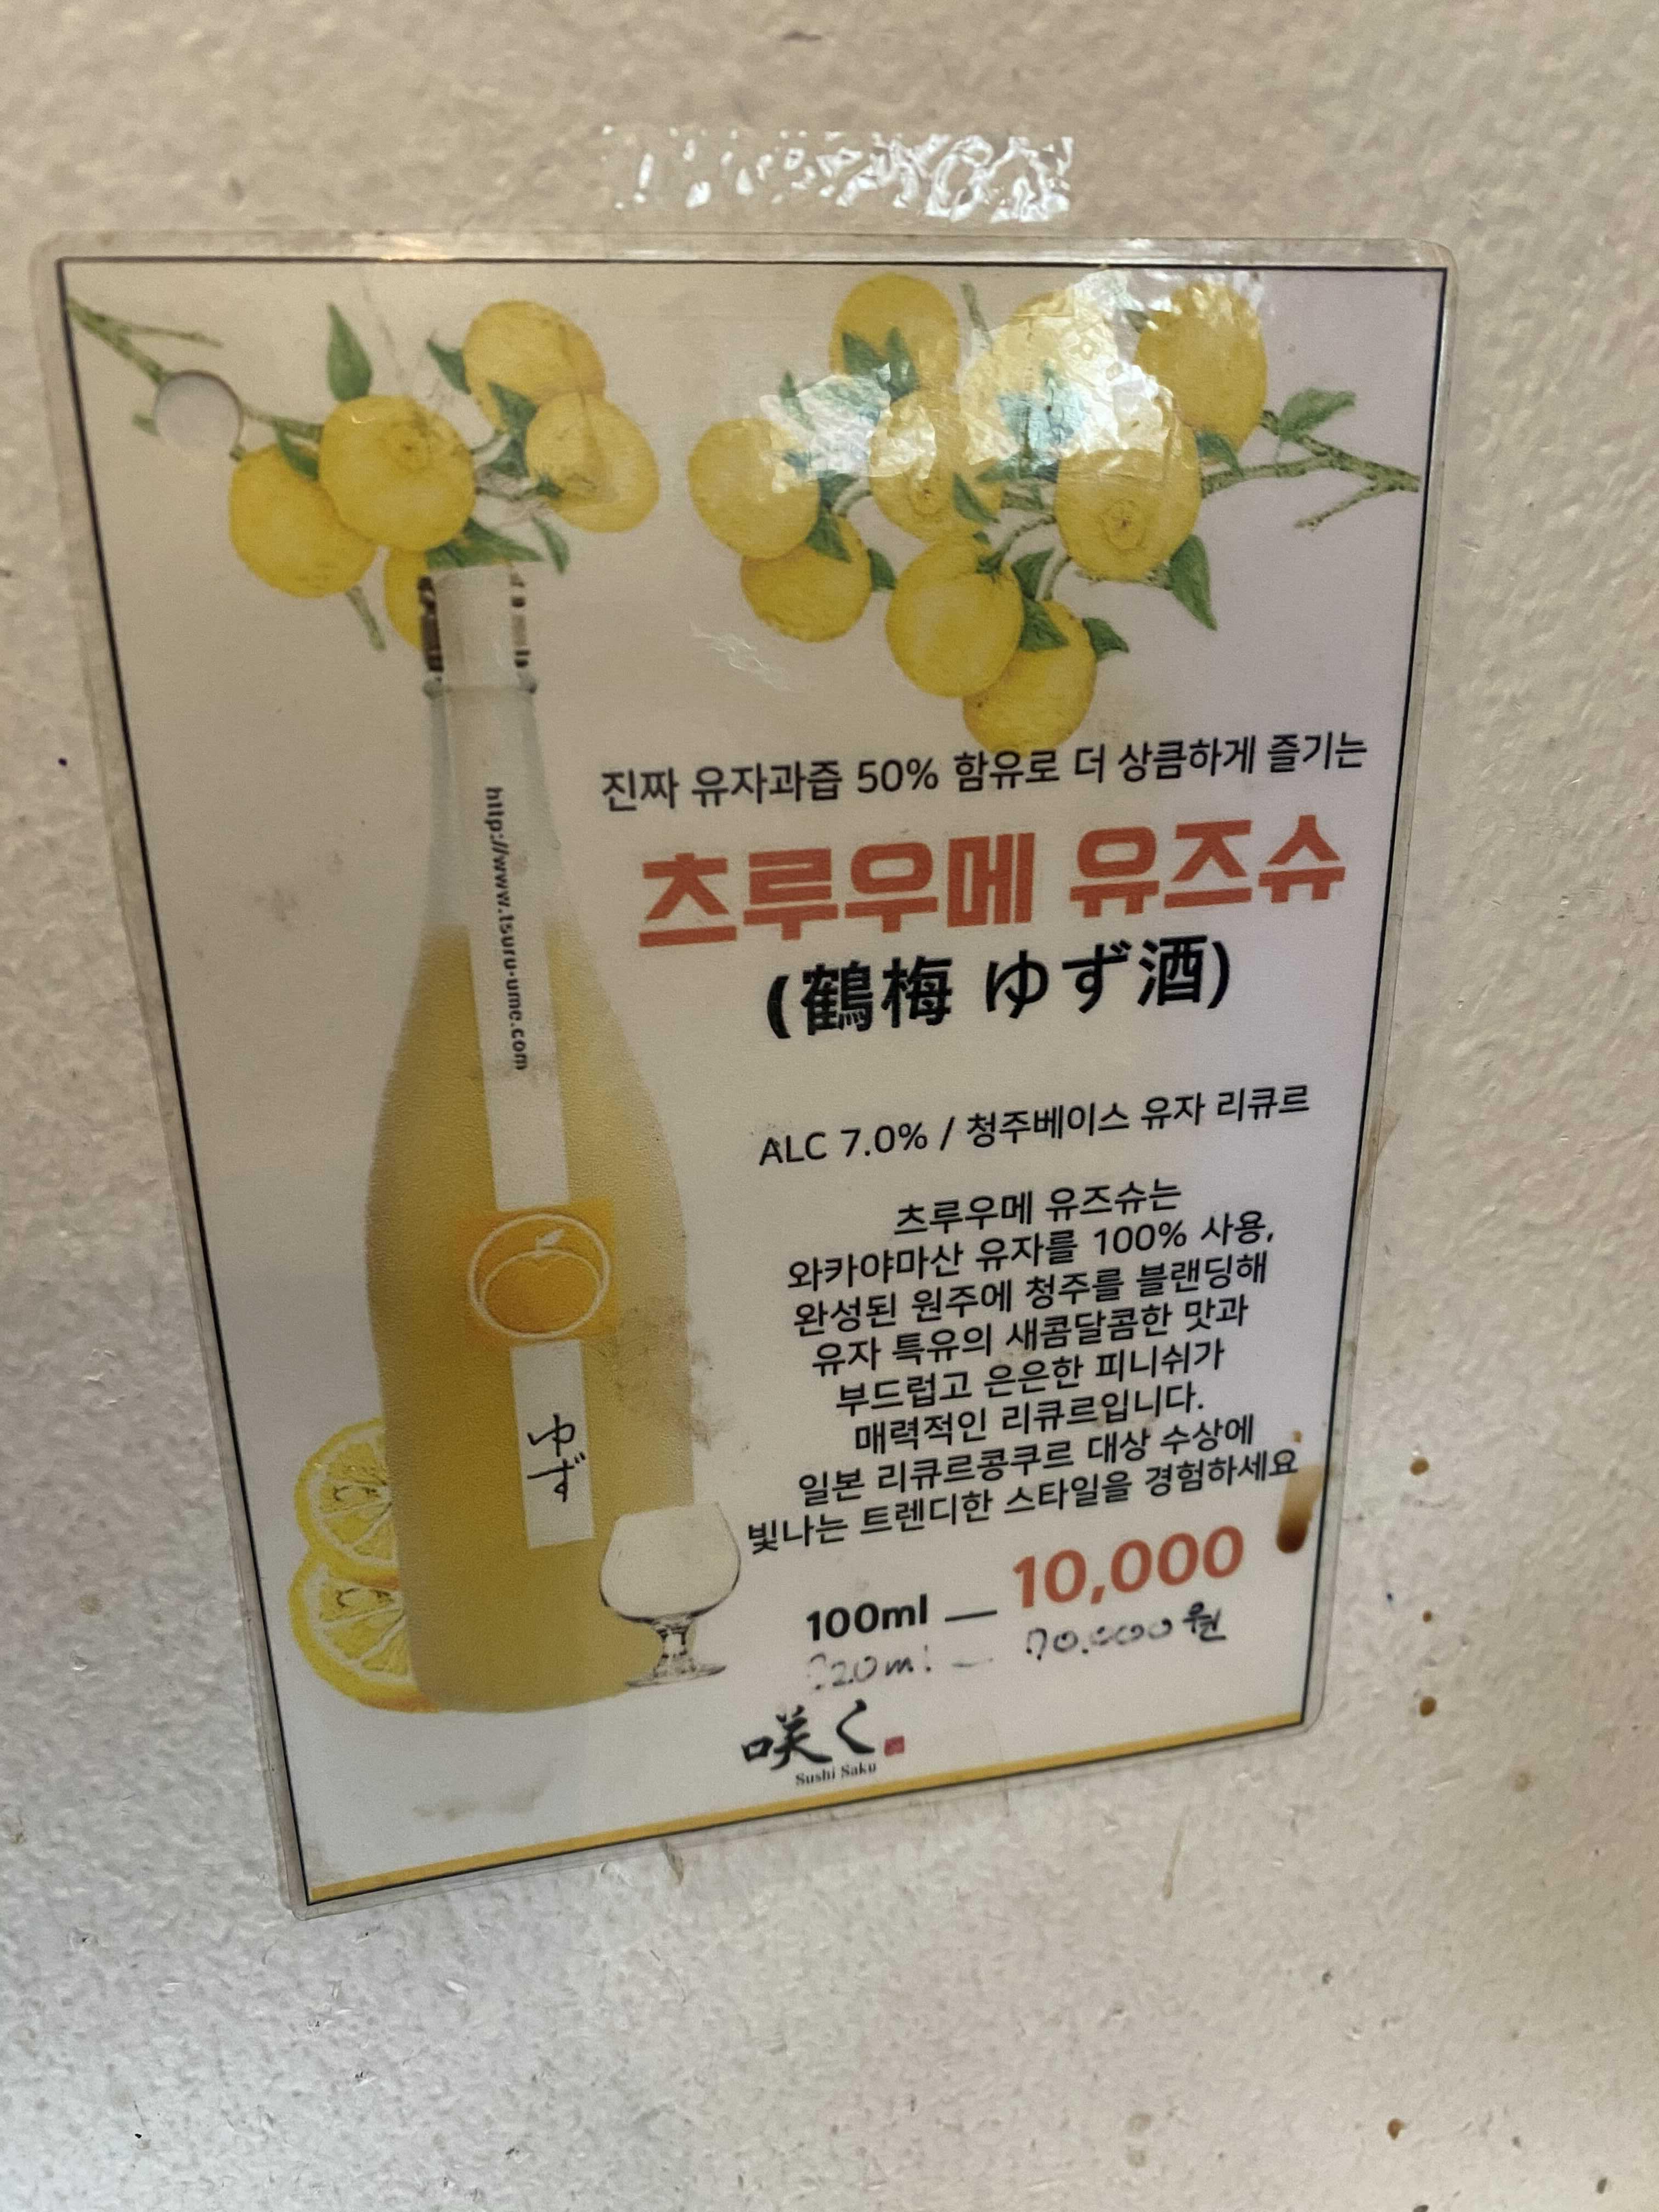 진짜 유자과즙 50% 함유로 더 상큼하게 즐기는
츠루우메 유즈슈
(鶴梅 ゆず酒)
http://www.tsuru-ume.com
ALC 7.0% / 청주베이스 유자 리큐르
츠루우메 유즈슈는
와카야마산 유자를 100% 사용,
완성된 원주에 청주를 블랜딩해
유자 특유의 새콤달콤한 맛과
부드럽고 은은한 피니쉬가
매력적인 리큐르입니다.
일본 리큐르콩쿠르 대상 수상에
빛나는 트렌디한 스타일을 경험하세요
ゆず
100ml — 10,000
70.000원
咲く
Sushi Saku